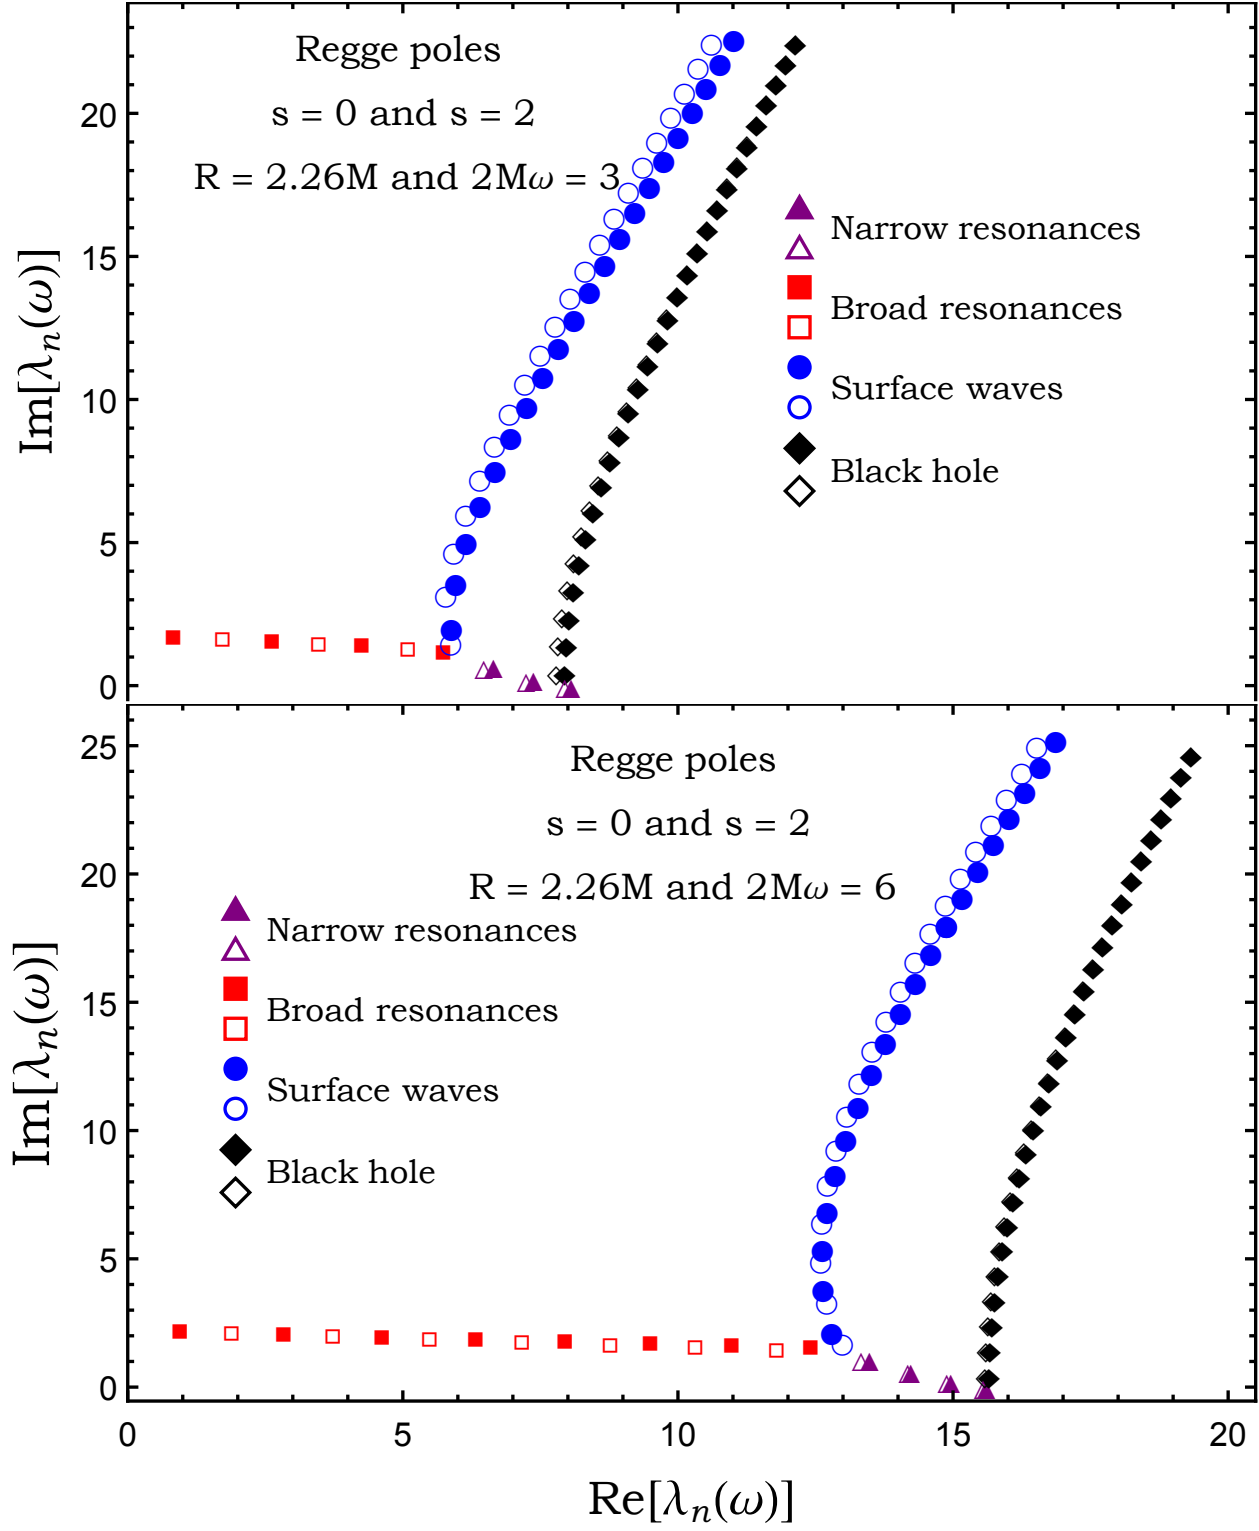 Regge poles
s = 0 and s = 2
R = 2.26M and 2Mω = 3
Narrow resonances
Broad resonances
Surface waves
Black hole
Im[λn(ω)]
20
15
10
5
0
Regge poles
s = 0 and s = 2
R = 2.26M and 2Mω = 6
Narrow resonances
Broad resonances
Surface waves
Black hole
Im[λn(ω)]
25
20
15
10
5
0
0 5 10 15 20
Re[λn(ω)]